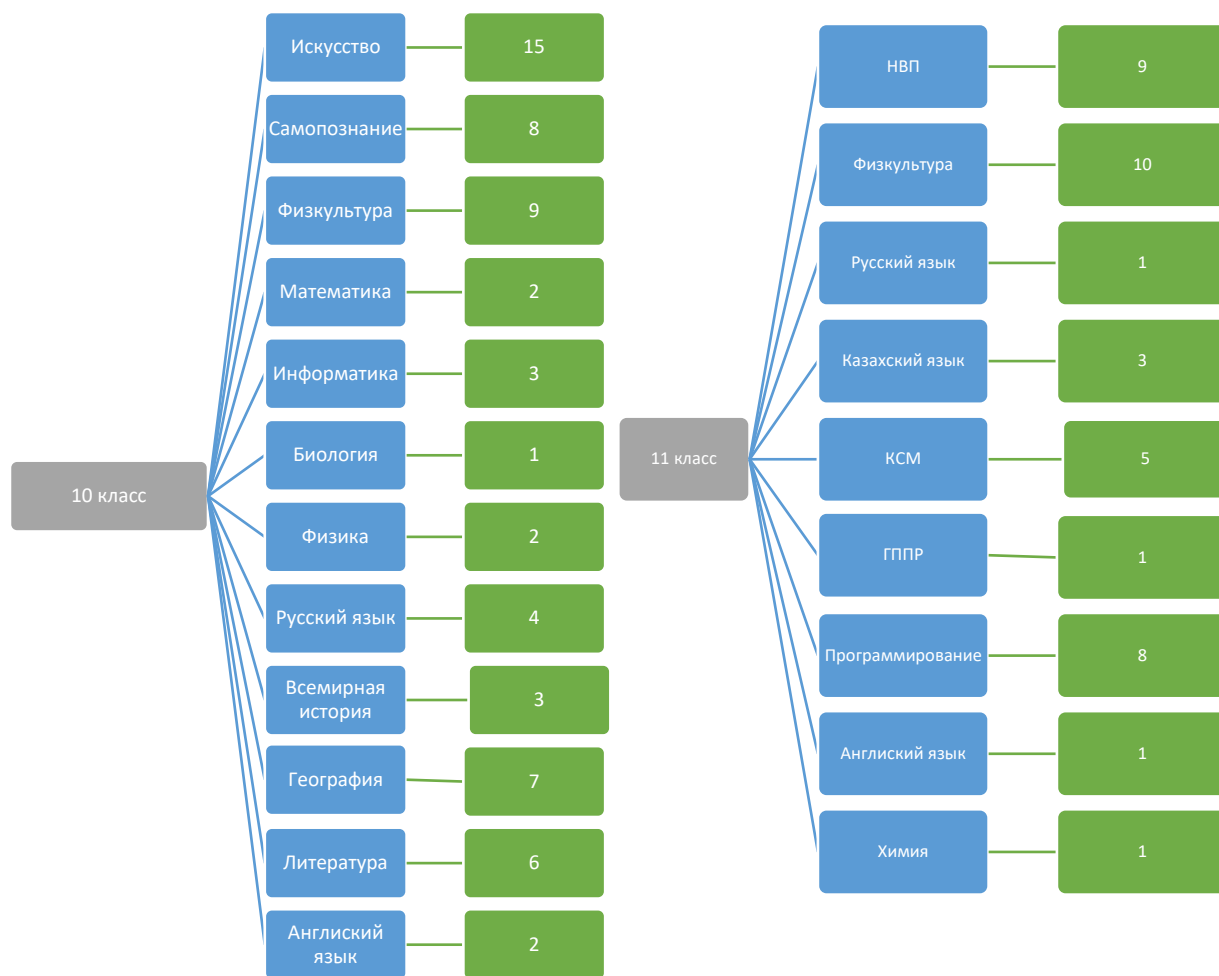 10 класс
Искусство
15
Самопознание
8
Физкультура
9
Математика
2
Информатика
3
Биология
1
Физика
2
Русский язык
4
Всемирная
история
3
География
7
Литература
6
Англиский
язык
2
11 класс
НВП
9
Физкультура
10
Русский язык
1
Казахский язык
3
КСМ
5
ГППР
1
Программирование
8
Англиский язык
1
Химия
1